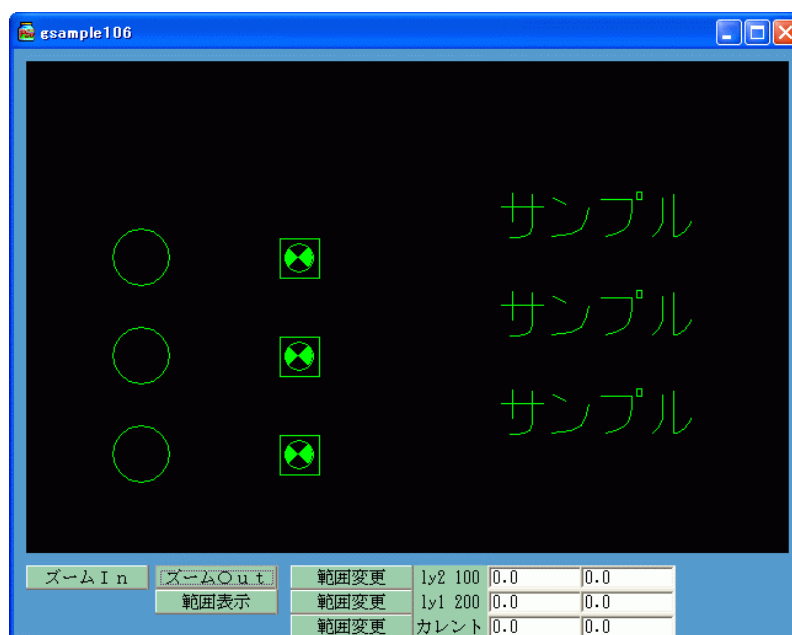 gsample106
サンプル
サンプル
サンプル
ズームＩｎ ズームＯｕｔ 範囲変更 ly2 100 0.0 0.0
範囲表示 範囲変更 ly1 200 0.0 0.0
範囲変更 カレント 0.0 0.0